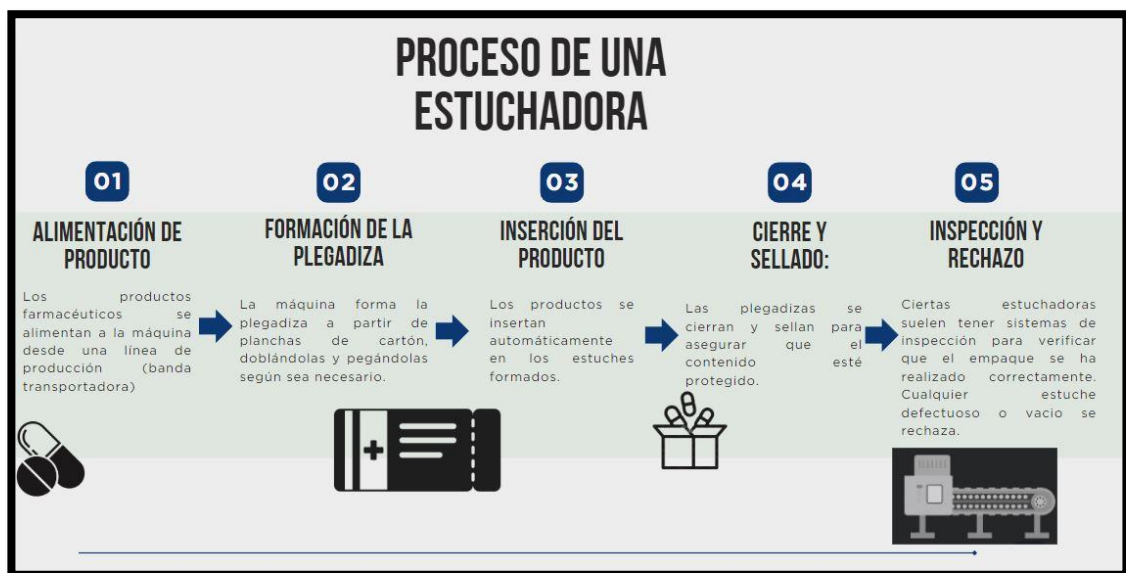 PROCESO DE UNA
ESTUCHADORA
01
ALIMENTACIÓN DE
PRODUCTO
Los productos
farmacéuticos se
alimentan a la máquina
desde una línea de
producción (banda
transportadora)
02
FORMACIÓN DE LA
PLEGADIZA
La máquina forma la
plegadiza a partir de
planchas de cartón,
doblándolas y pegándolas
según sea necesario.
03
INSERCIÓN DEL
PRODUCTO
Los productos se
insertan
automáticamente
en los estuches
formados.
04
CIERRE Y
SELLADO:
Las plegadizas se
cierran y sellan para
asegurar que el
contenido esté
protegido.
05
INSPECCIÓN Y
RECHAZO
Ciertas estuchadoras
suelen tener sistemas de
inspección para verificar
que el empaque se ha
realizado correctamente.
Cualquier estuche
defectuoso o vacio se
rechaza.